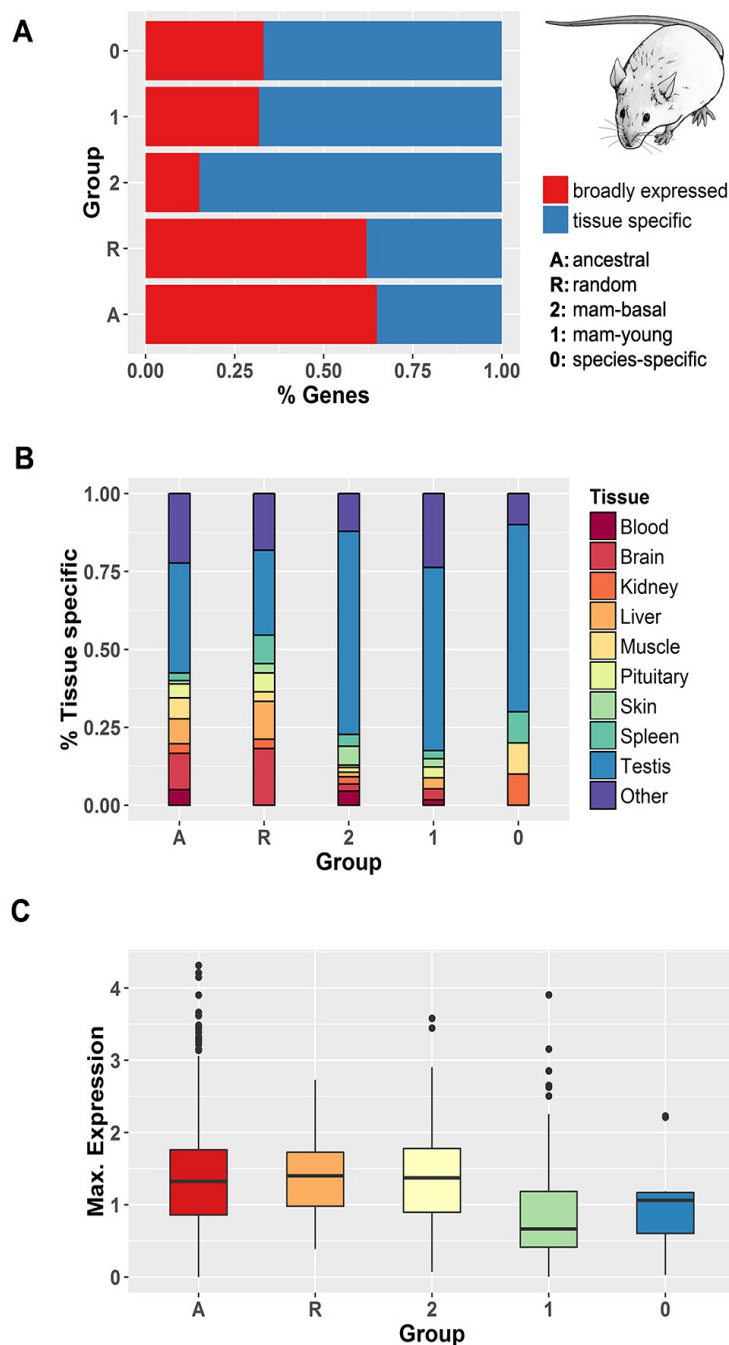 A
0
1
2
R
A
Group
0.00 0.25 0.50 0.75 1.00
% Genes
broadly expressed
tissue specific
A: ancestral
R: random
2: mam-basal
1: mam-young
0: species-specific
B
1.00
0.75
0.50
0.25
0.00
% Tissue specific
A R 2 1 0
Group
Tissue
Blood
Brain
Kidney
Liver
Muscle
Pituitary
Skin
Spleen
Testis
Other
C
4
3
2
1
0
Max. Expression
A R 2 1 0
Group